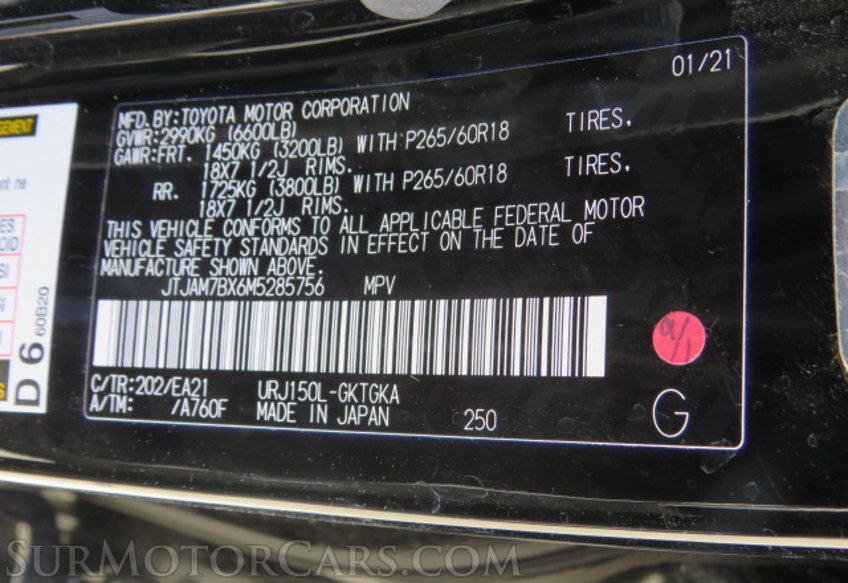 01/21
MFD.BY:TOYOTA MOTOR CORPORATION
GVWR:2990KG (6600LB)
GAWR:FRT. 1450KG (3200LB) WITH P265/60R18 TIRES.
18X7 1/2J RIMS.
RR. 1725KG (3800LB) WITH P265/60R18 TIRES.
18X7 1/2J RIMS.
THIS VEHICLE CONFORMS TO ALL APPLICABLE FEDERAL MOTOR
VEHICLE SAFETY STANDARDS IN EFFECT ON THE DATE OF
MANUFACTURE SHOWN ABOVE.
JTJAM7BX6M5285756 MPV
C/TR:202/EA21 URJ150L-GKTGKA
A/TM: /A760F MADE IN JAPAN 250 G
D6 60B20
SurMotorCars.com